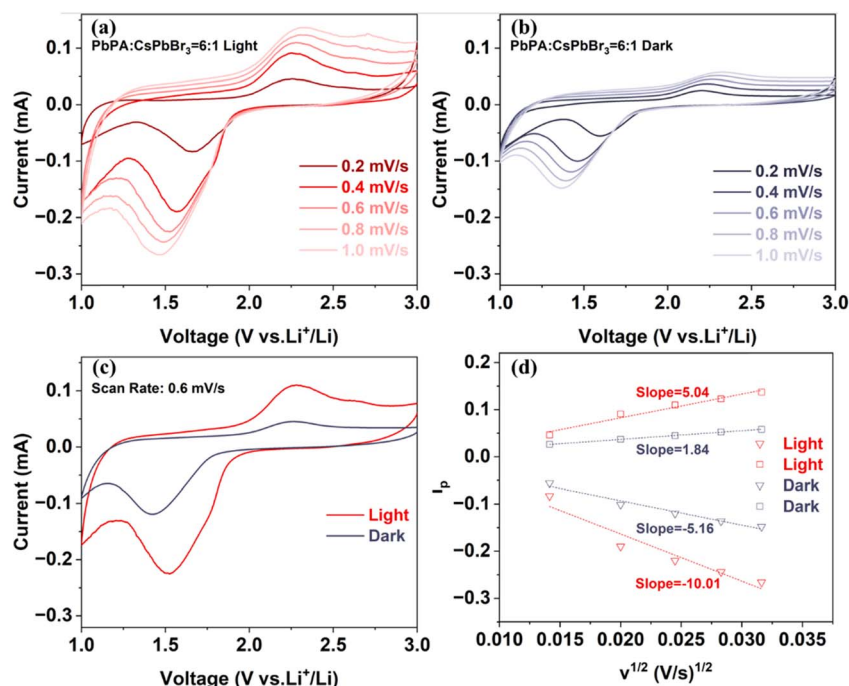 (a)
PbPA:CsPbBr₃=6:1 Light
0.1
0.0
−0.1
−0.2
−0.3
Current (mA)
0.2 mV/s
0.4 mV/s
0.6 mV/s
0.8 mV/s
1.0 mV/s
1.0 1.5 2.0 2.5 3.0
Voltage (V vs.Li⁺/Li)
(b)
PbPA:CsPbBr₃=6:1 Dark
0.1
0.0
−0.1
−0.2
−0.3
Current (mA)
0.2 mV/s
0.4 mV/s
0.6 mV/s
0.8 mV/s
1.0 mV/s
1.0 1.5 2.0 2.5 3.0
Voltage (V vs.Li⁺/Li)
(c)
Scan Rate: 0.6 mV/s
0.1
0.0
−0.1
−0.2
−0.3
Current (mA)
Light
Dark
1.0 1.5 2.0 2.5 3.0
Voltage (V vs.Li⁺/Li)
(d)
0.2
0.1
0.0
−0.1
−0.2
−0.3
Iₚ
Slope=5.04
Slope=1.84
Slope=-5.16
Slope=-10.01
Light
Light
Dark
Dark
0.010 0.015 0.020 0.025 0.030 0.035
v¹ᐟ² (V/s)¹ᐟ²